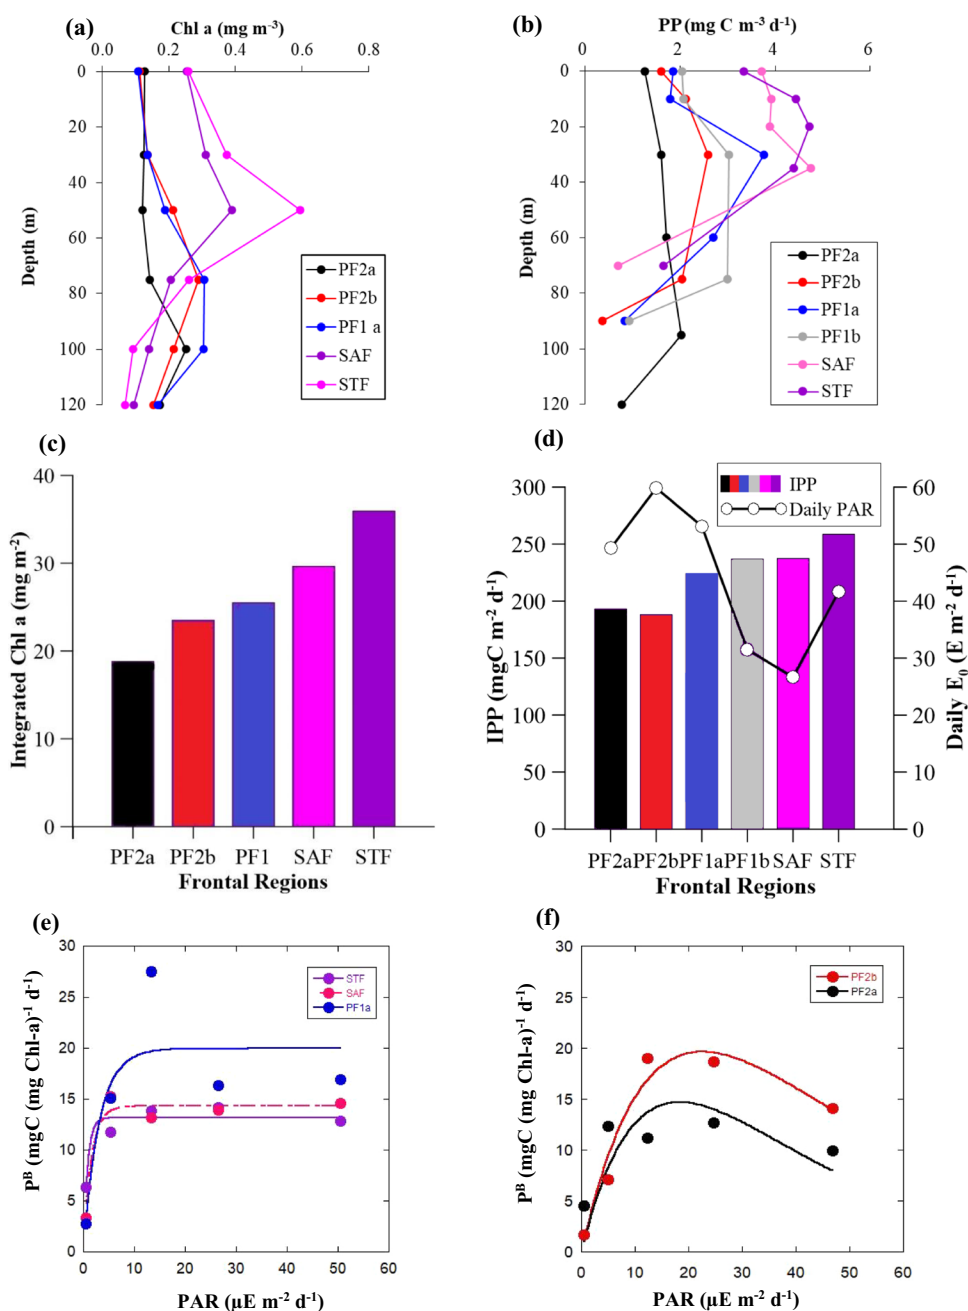 (a)
Chl a (mg m⁻³)
0.0 0.2 0.4 0.6 0.8
0
20
40
60
80
100
120
Depth (m)
PF2a
PF2b
PF1 a
SAF
STF
(b)
PP (mg C m⁻³ d⁻¹)
0 2 4 6
0
20
40
60
80
100
120
Depth (m)
PF2a
PF2b
PF1a
PF1b
SAF
STF
(c)
40
30
20
10
0
Integrated Chl a (mg m⁻²)
PF2a PF2b PF1 SAF STF
Frontal Regions
(d)
IPP
Daily PAR
300
250
200
150
100
50
0
IPP (mgC m⁻² d⁻¹)
60
50
40
30
20
10
0
Daily E₀ (E m⁻² d⁻¹)
PF2a PF2b PF1a PF1b SAF STF
Frontal Regions
(e)
30
25
20
15
10
5
0
Pᴮ (mgC (mg Chl-a)⁻¹ d⁻¹)
STF
SAF
PF1a
0 10 20 30 40 50 60
PAR (µE m⁻² d⁻¹)
(f)
30
25
20
15
10
5
0
Pᴮ (mgC (mg Chl-a)⁻¹ d⁻¹)
PF2b
PF2a
0 10 20 30 40 50 60
PAR (µE m⁻² d⁻¹)